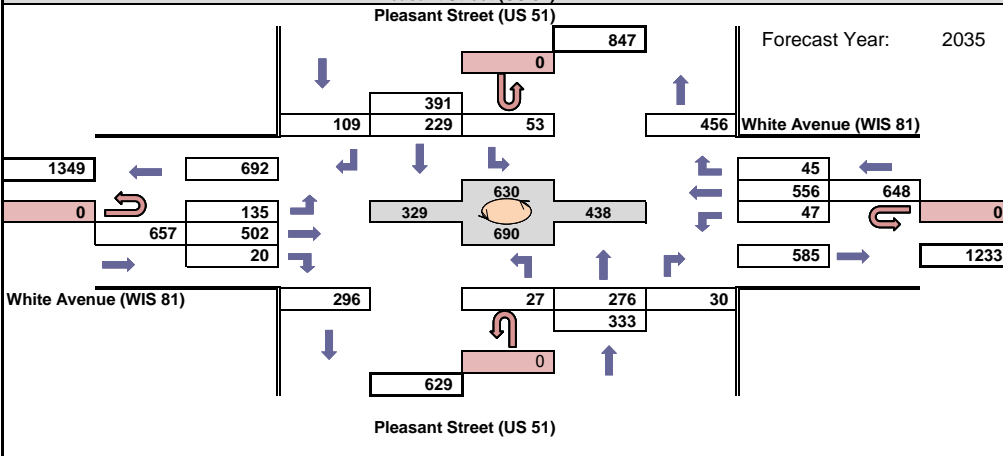 Pleasant Street (US 51)
847
Forecast Year: 2035
0
391
109 229 53 456 White Avenue (WIS 81)
1349 692 45
630
556 648
0 135 329 438 47 0
657 502 690
20 585 1233
White Avenue (WIS 81) 296 27 276 30
333
0
629
Pleasant Street (US 51)